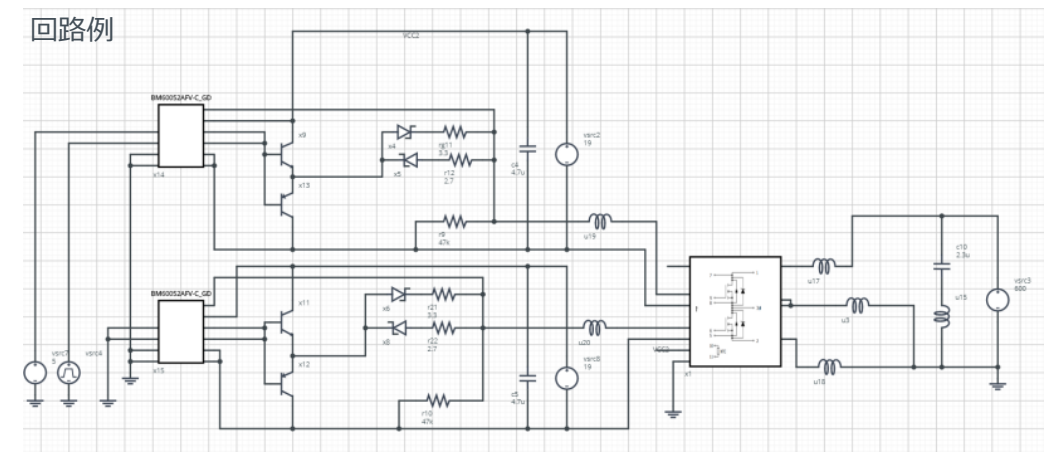 回路例
VCC2
BM60052AFV-C_GD
x9
x4
rg11
3.3
vsrc2
19
x5
r12
2.7
c4
4.7u
x14
x13
r9
47k
u19
c10
2.5u
u17
vsrc3
600
u15
BM60052AFV-C_GD
x11
x6
r21
3.3
u3
x8
r22
2.7
u20
vsrc7
5
vsrc4
VCC2
x15
x12
vsrc6
19
x1
u18
c5
4.7u
r10
47k